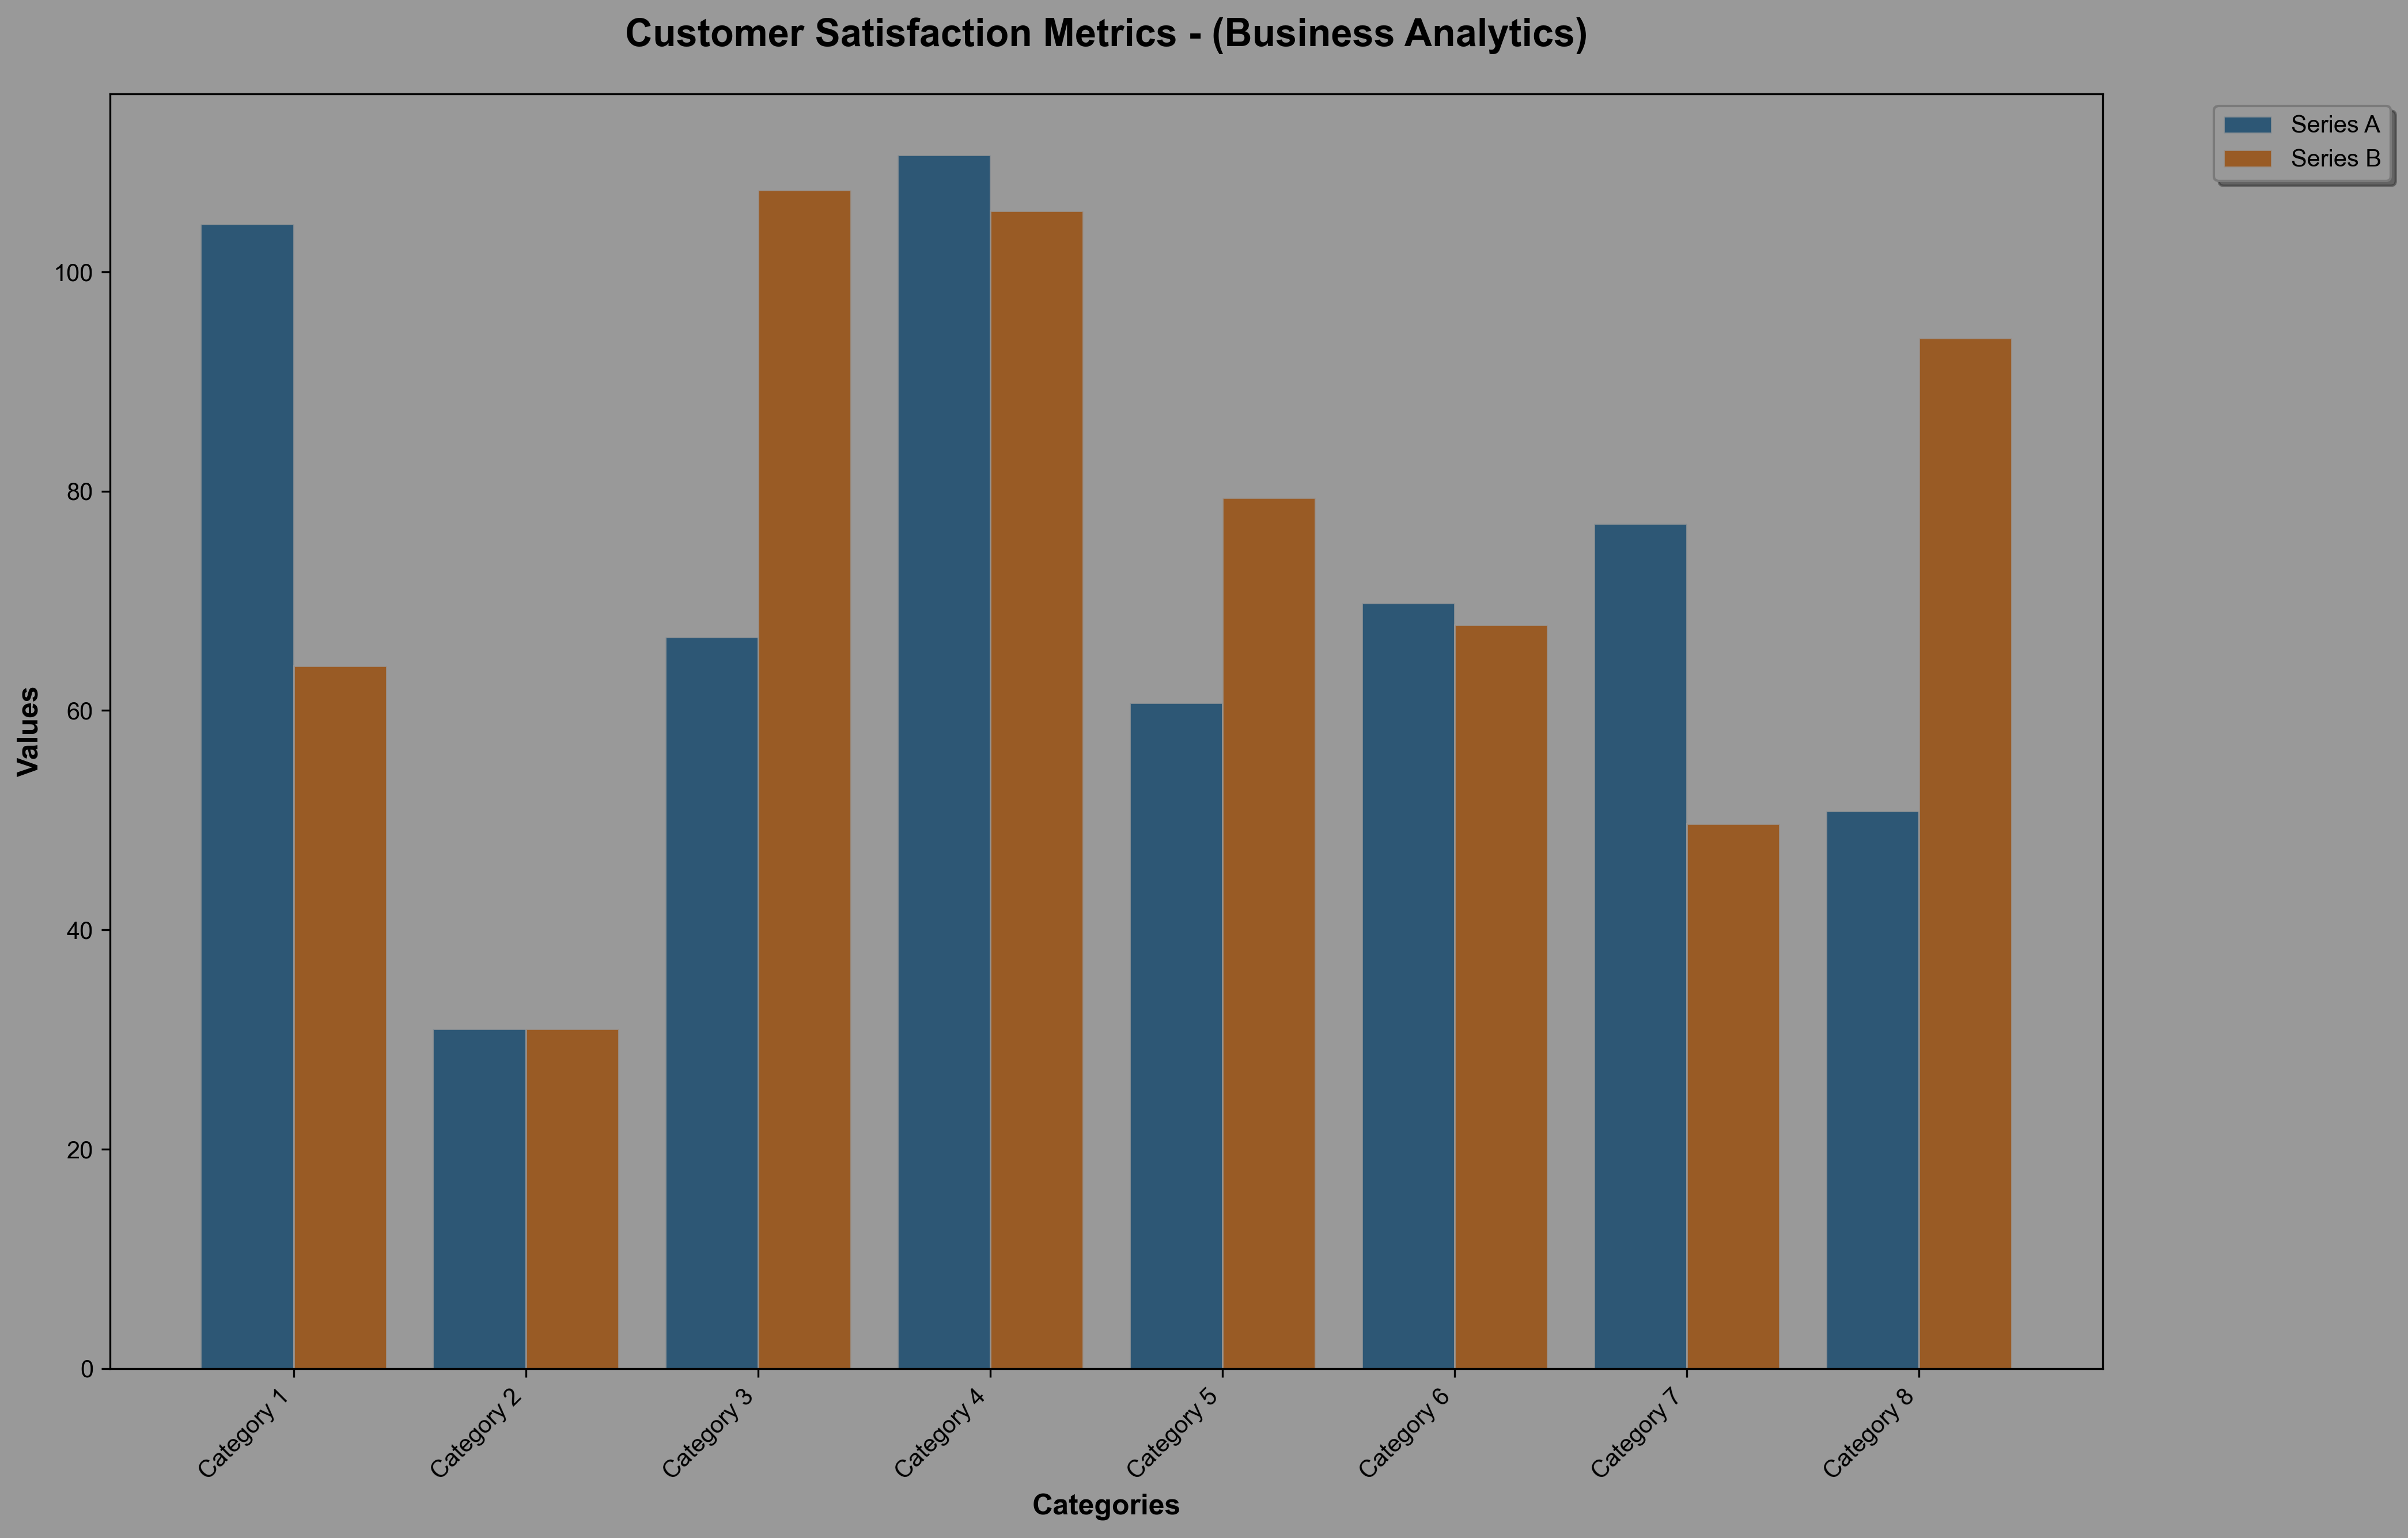 Customer Satisfaction Metrics - (Business Analytics)
Series A
Series B
Values
100
80
60
40
20
0
Category 1
Category 2
Category 3
Category 4
Category 5
Category 6
Category 7
Category 8
Categories